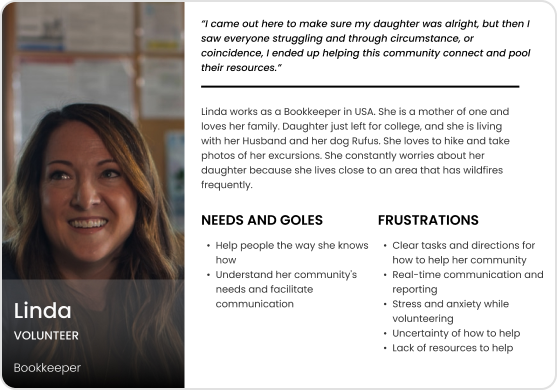 “I came out here to make sure my daughter was alright, but then I
saw everyone struggling and through circumstance, or
coincidence, I ended up helping this community connect and pool
their resources.”
Linda works as a Bookkeeper in USA. She is a mother of one and
loves her family. Daughter just left for college, and she is living
with her Husband and her dog Rufus. She loves to hike and take
photos of her excursions. She constantly worries about her
daughter because she lives close to an area that has wildfires
frequently.
NEEDS AND GOLES
• Help people the way she knows
how
• Understand her community's
needs and facilitate
communication
FRUSTRATIONS
• Clear tasks and directions for
how to help her community
• Real-time communication and
reporting
• Stress and anxiety while
volunteering
• Uncertainty of how to help
• Lack of resources to help
Linda
VOLUNTEER
Bookkeeper